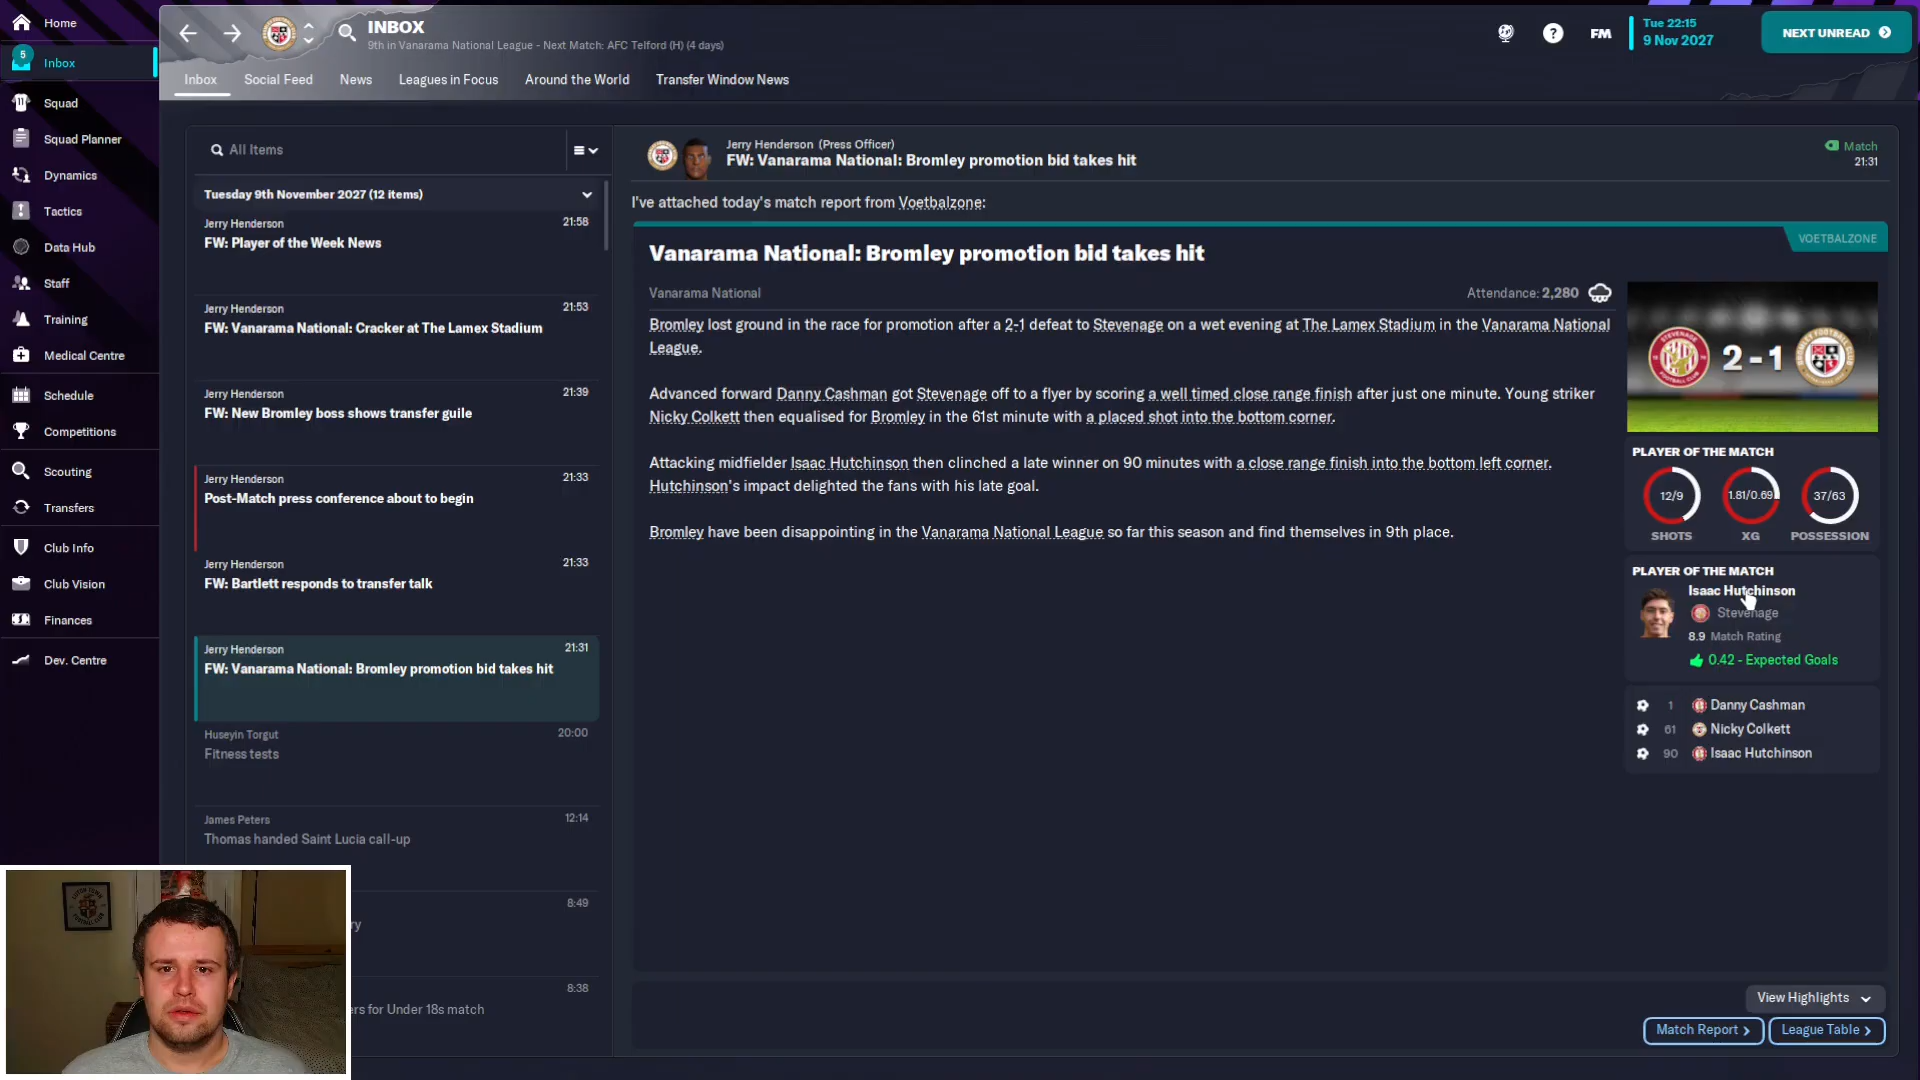 Home
5
Inbox
Squad
Squad Planner
Dynamics
Tactics
Data Hub
Staff
Training
Medical Centre
Schedule
Competitions
Scouting
Transfers
Club Info
Club Vision
Finances
Dev. Centre
INBOX
9th in Vanarama National League - Next Match: AFC Telford (H) (4 days)
Inbox
Social Feed
News
Leagues in Focus
Around the World
Transfer Window News
?
FM
Tue 22:15
9 Nov 2027
NEXT UNREAD
All Items
Tuesday 9th November 2027 (12 items)
Jerry Henderson 21:58
FW: Player of the Week News
Jerry Henderson 21:53
FW: Vanarama National: Cracker at The Lamex Stadium
Jerry Henderson 21:39
FW: New Bromley boss shows transfer guile
Jerry Henderson 21:33
Post-Match press conference about to begin
Jerry Henderson 21:33
FW: Bartlett responds to transfer talk
Jerry Henderson 21:31
FW: Vanarama National: Bromley promotion bid takes hit
Huseyin Torgut 20:00
Fitness tests
James Peters 12:14
Thomas handed Saint Lucia call-up
8:49
ry
8:38
ers for Under 18s match
Jerry Henderson (Press Officer)
FW: Vanarama National: Bromley promotion bid takes hit
Match
21:31
I've attached today's match report from Voetbalzone:
VOETBALZONE
Vanarama National: Bromley promotion bid takes hit
Vanarama National
Attendance: 2,280
Bromley lost ground in the race for promotion after a 2-1 defeat to Stevenage on a wet evening at The Lamex Stadium in the Vanarama National
League.
Advanced forward Danny Cashman got Stevenage off to a flyer by scoring a well timed close range finish after just one minute. Young striker
Nicky Colkett then equalised for Bromley in the 61st minute with a placed shot into the bottom corner.
Attacking midfielder Isaac Hutchinson then clinched a late winner on 90 minutes with a close range finish into the bottom left corner.
Hutchinson's impact delighted the fans with his late goal.
Bromley have been disappointing in the Vanarama National League so far this season and find themselves in 9th place.
2 - 1
PLAYER OF THE MATCH
12/9
1.81/0.69
37/63
SHOTS
XG
POSSESSION
PLAYER OF THE MATCH
Isaac Hutchinson
Stevenage
8.9 Match Rating
0.42 - Expected Goals
1 Danny Cashman
61 Nicky Colkett
90 Isaac Hutchinson
View Highlights
Match Report
League Table